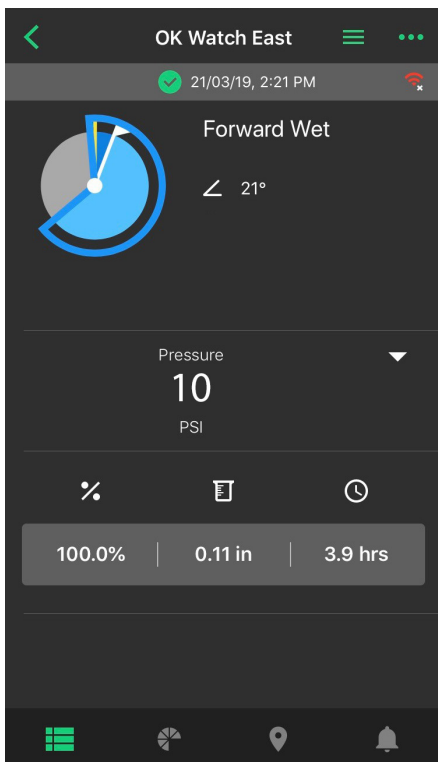 OK Watch East
21/03/19, 2:21 PM
Forward Wet
21°
Pressure
10
PSI
100.0% 0.11 in 3.9 hrs